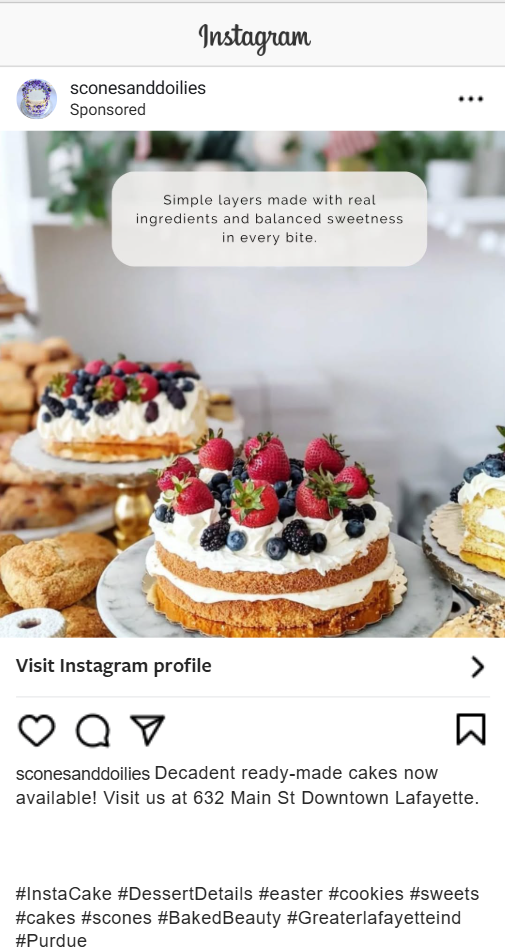 Instagram
sconesanddoilies
Sponsored
Simple layers made with real
ingredients and balanced sweetness
in every bite.
Visit Instagram profile
sconesanddoilies Decadent ready-made cakes now
available! Visit us at 632 Main St Downtown Lafayette.
#InstaCake #DessertDetails #easter #cookies #sweets
#cakes #scones #BakedBeauty #Greaterlafayetteind
#Purdue